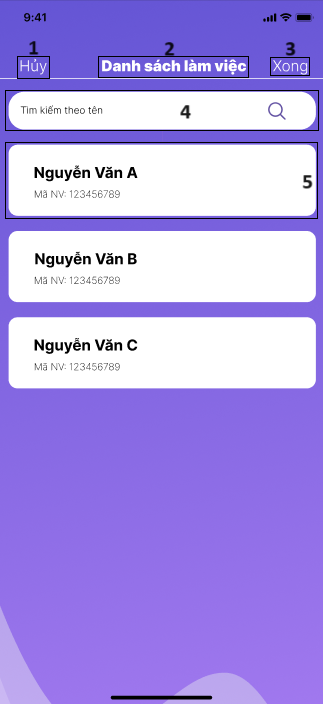 9:41
1 2 3
Hủy Danh sách làm việc Xong
Tìm kiếm theo tên 4
Nguyễn Văn A
5
Mã NV: 123456789
Nguyễn Văn B
Mã NV: 123456789
Nguyễn Văn C
Mã NV: 123456789